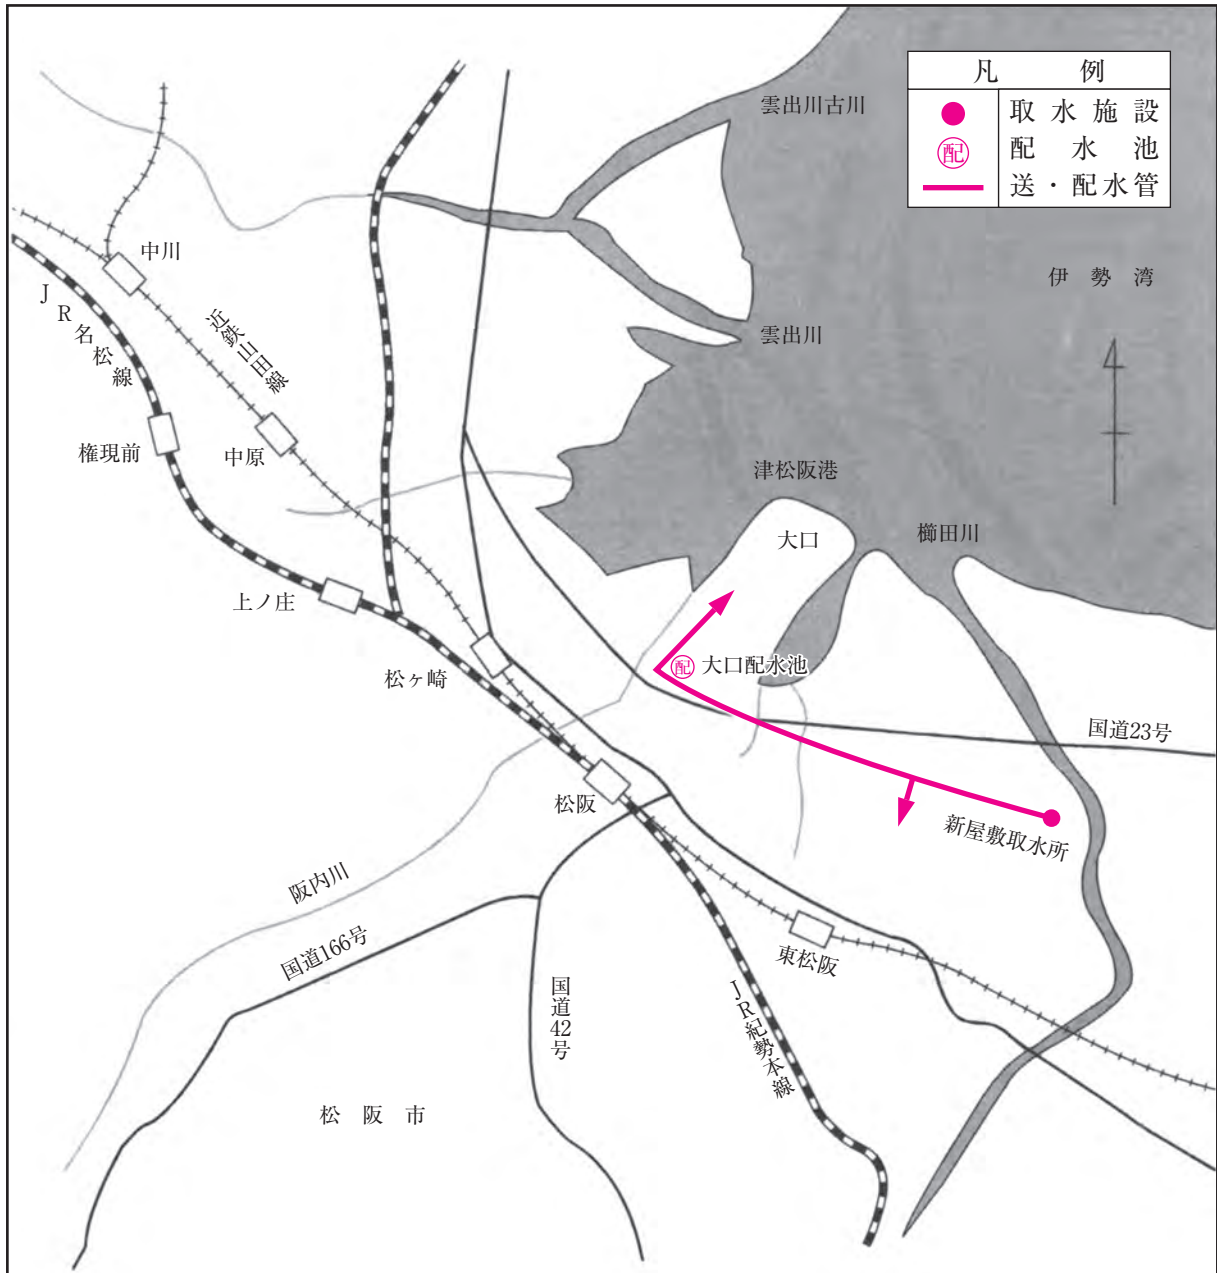 凡例
取水施設
配 配水池
送・配水管
雲出川古川
伊勢湾
中川
JR名松線
近鉄山田線
雲出川
権現前
中原
津松阪港
大口
櫛田川
上ノ庄
松ヶ崎
配 大口配水池
国道23号
松阪
新屋敷取水所
阪内川
国道166号
東松阪
国道42号
JR紀勢本線
松阪市